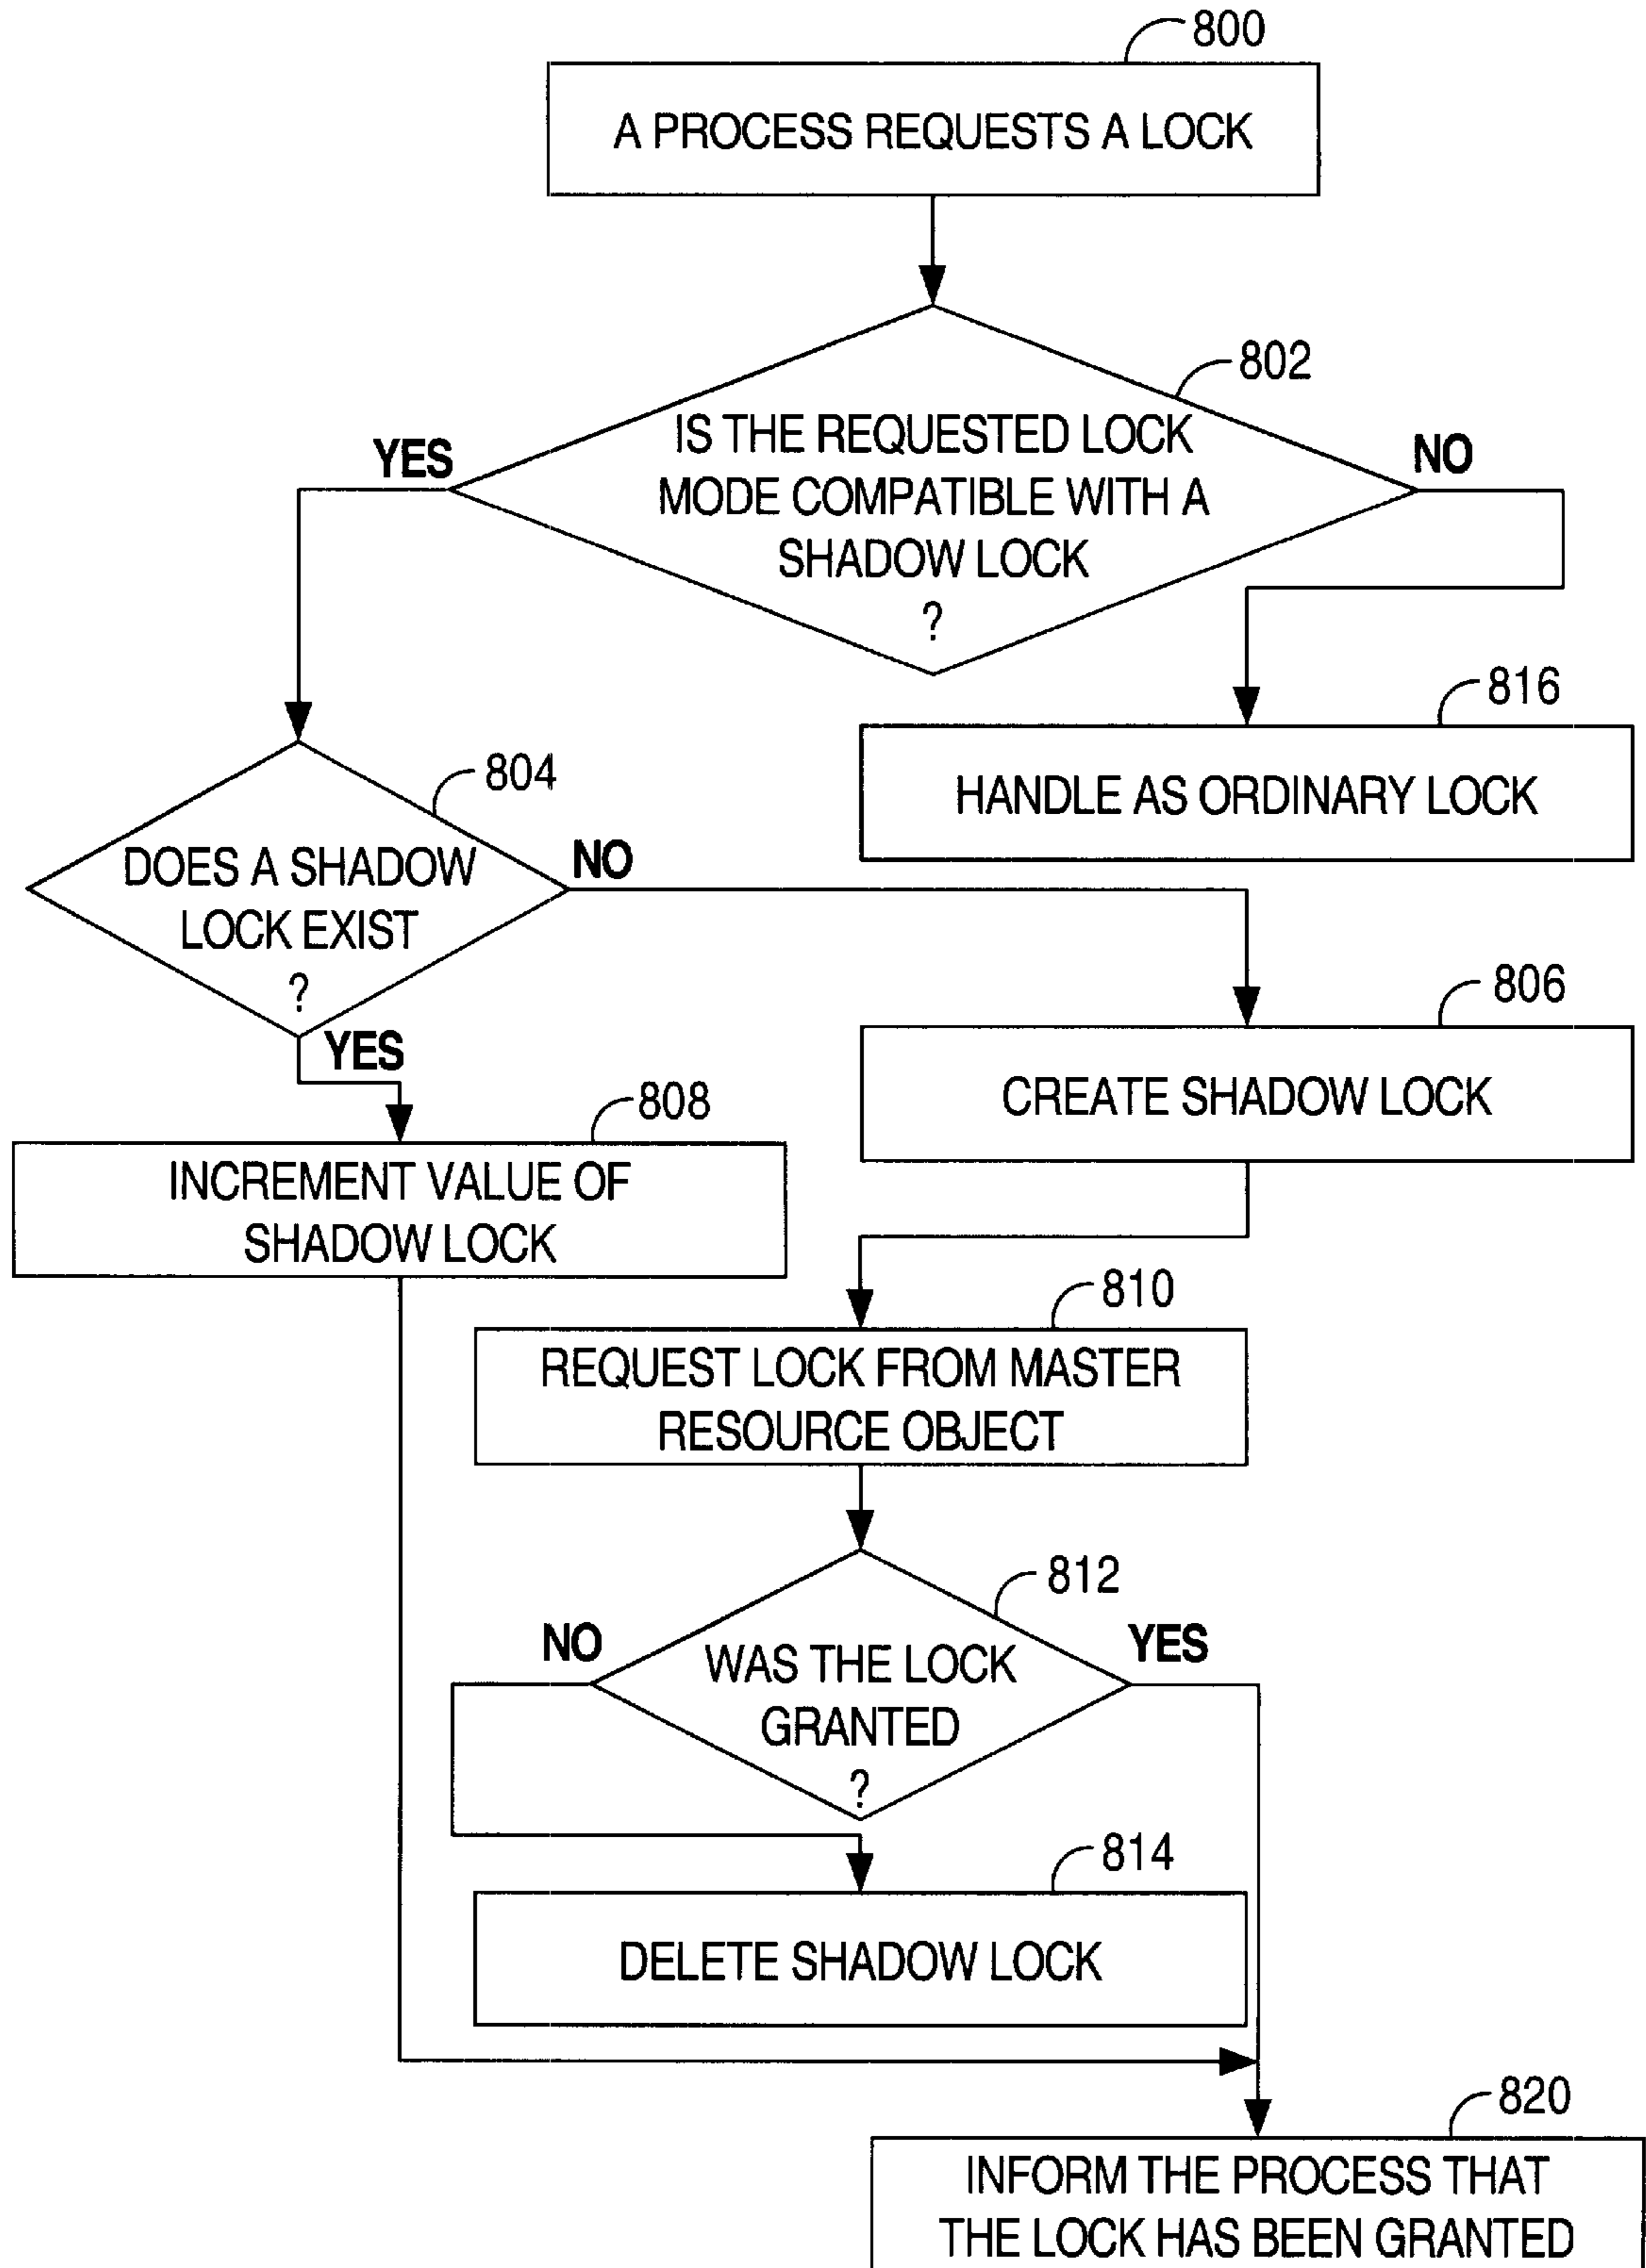 800
A PROCESS REQUESTS A LOCK
802
IS THE REQUESTED LOCK
MODE COMPATIBLE WITH A
SHADOW LOCK
?
YES
NO
816
HANDLE AS ORDINARY LOCK
804
DOES A SHADOW
LOCK EXIST
?
NO
YES
806
CREATE SHADOW LOCK
808
INCREMENT VALUE OF
SHADOW LOCK
810
REQUEST LOCK FROM MASTER
RESOURCE OBJECT
812
WAS THE LOCK
GRANTED
?
NO
YES
814
DELETE SHADOW LOCK
820
INFORM THE PROCESS THAT
THE LOCK HAS BEEN GRANTED